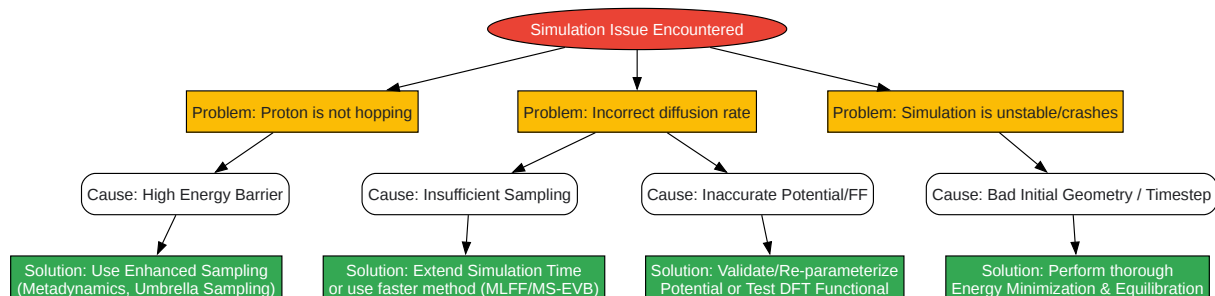 Simulation Issue Encountered
Problem: Proton is not hopping
Problem: Incorrect diffusion rate
Problem: Simulation is unstable/crashes
Cause: High Energy Barrier
Cause: Insufficient Sampling
Cause: Inaccurate Potential/FF
Cause: Bad Initial Geometry / Timestep
Solution: Use Enhanced Sampling
(Metadynamics, Umbrella Sampling)
Solution: Extend Simulation Time
or use faster method (MLFF/MS-EVB)
Solution: Validate/Re-parameterize
Potential or Test DFT Functional
Solution: Perform thorough
Energy Minimization & Equilibration